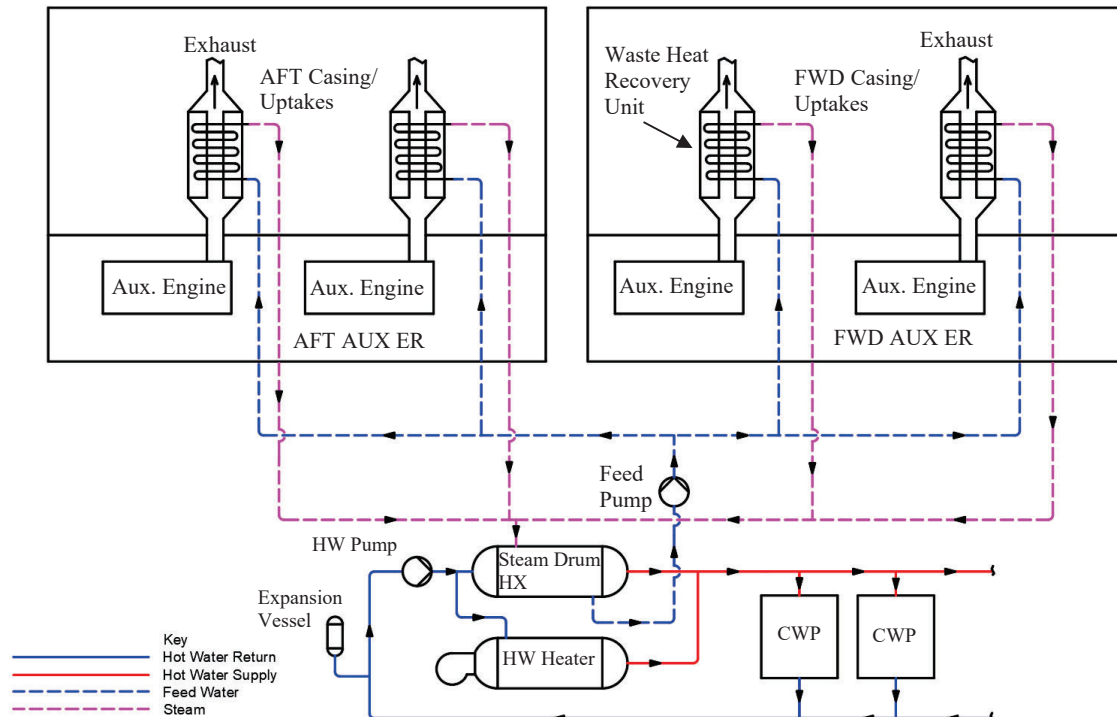 Exhaust
AFT Casing/
Uptakes
Waste Heat
Recovery
Unit
FWD Casing/
Uptakes
Exhaust
Aux. Engine
Aux. Engine
Aux. Engine
Aux. Engine
AFT AUX ER
FWD AUX ER
Feed
Pump
HW Pump
Steam Drum
HX
Expansion
Vessel
HW Heater
CWP
CWP
Key
Hot Water Return
Hot Water Supply
Feed Water
Steam